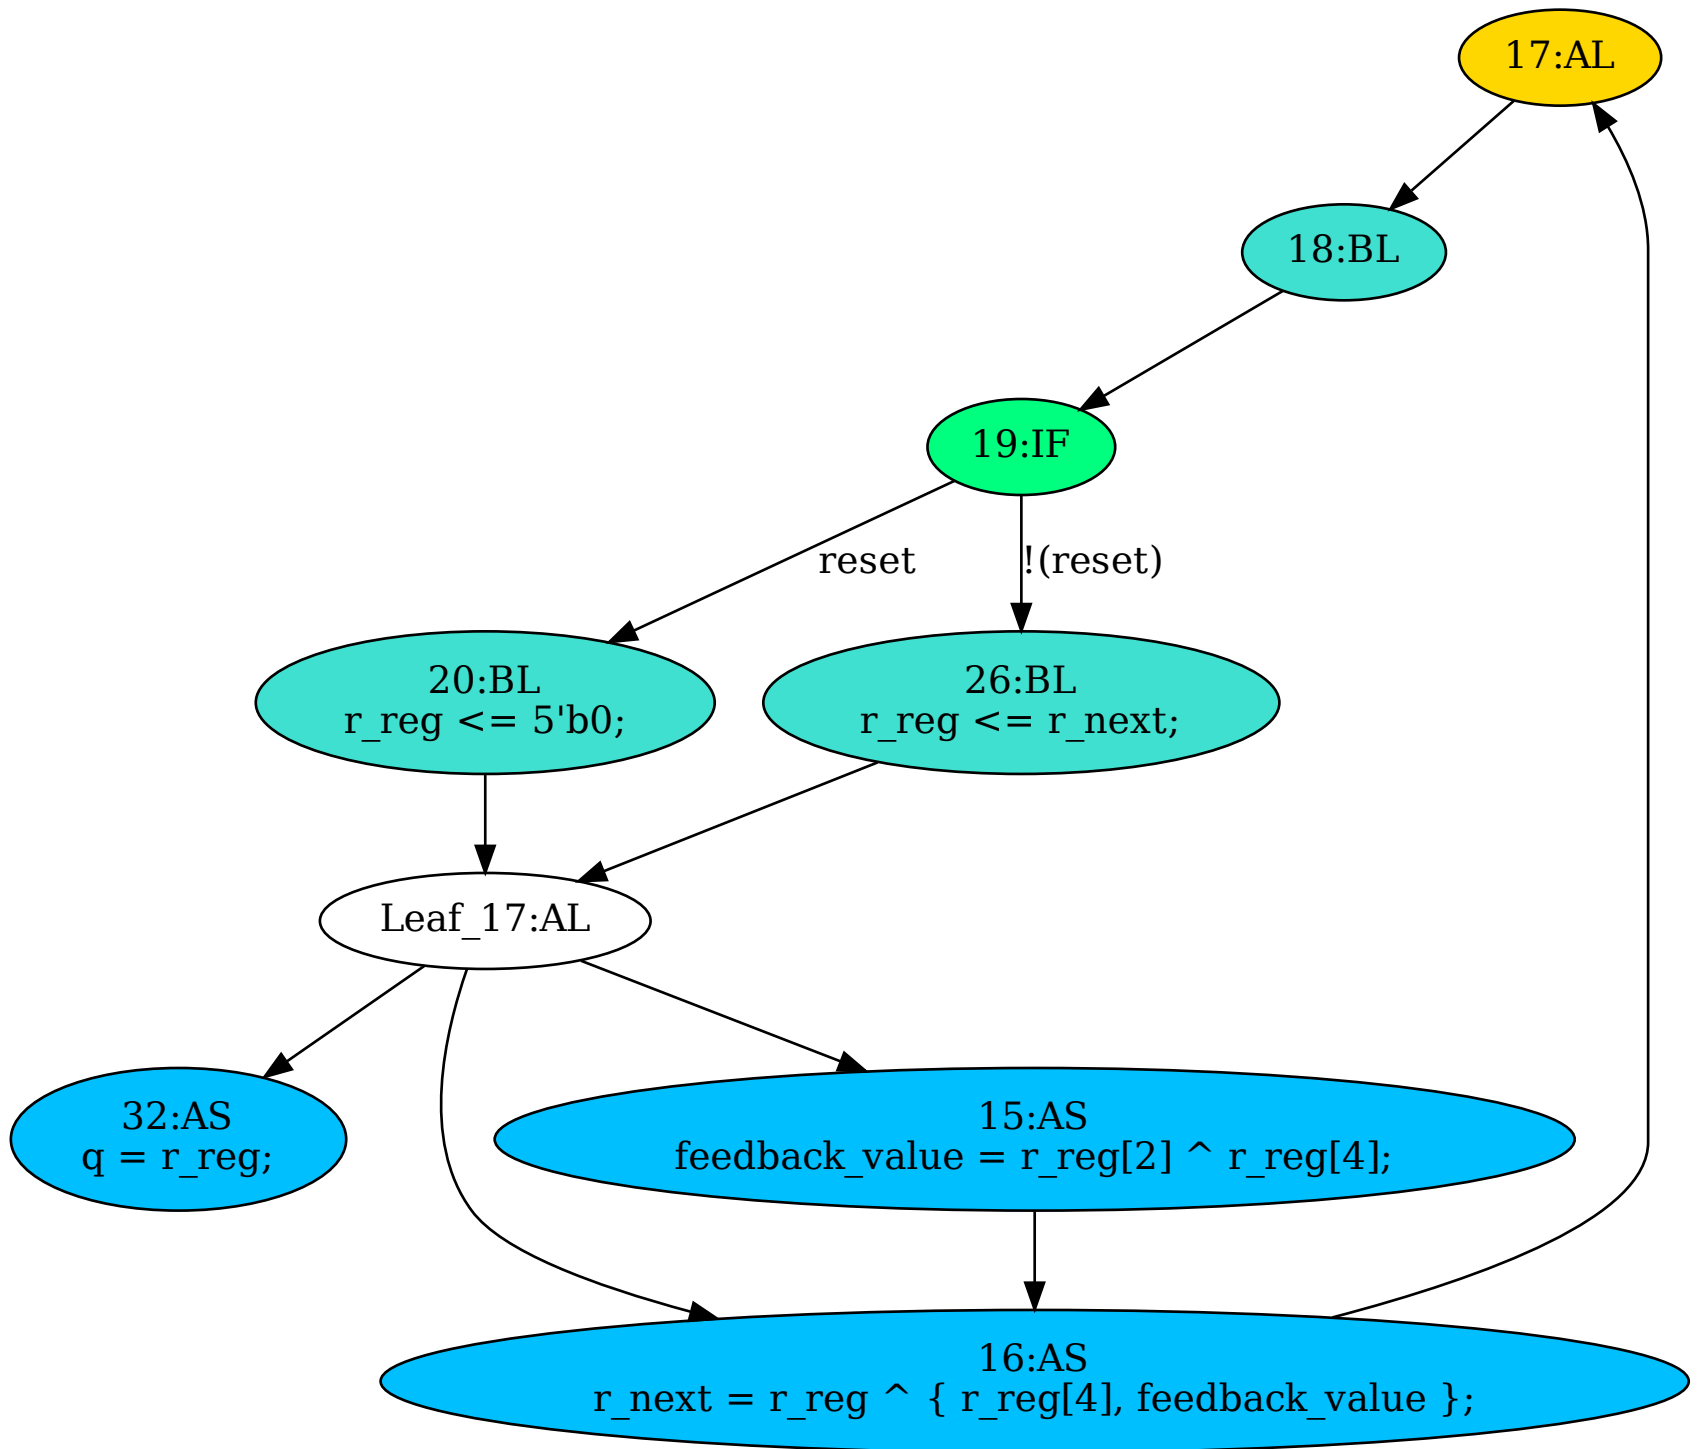 17:AL
18:BL
19:IF
reset
!(reset)
20:BL
r_reg <= 5'b0;
26:BL
r_reg <= r_next;
Leaf_17:AL
32:AS
q = r_reg;
15:AS
feedback_value = r_reg[2] ^ r_reg[4];
16:AS
r_next = r_reg ^ { r_reg[4], feedback_value };